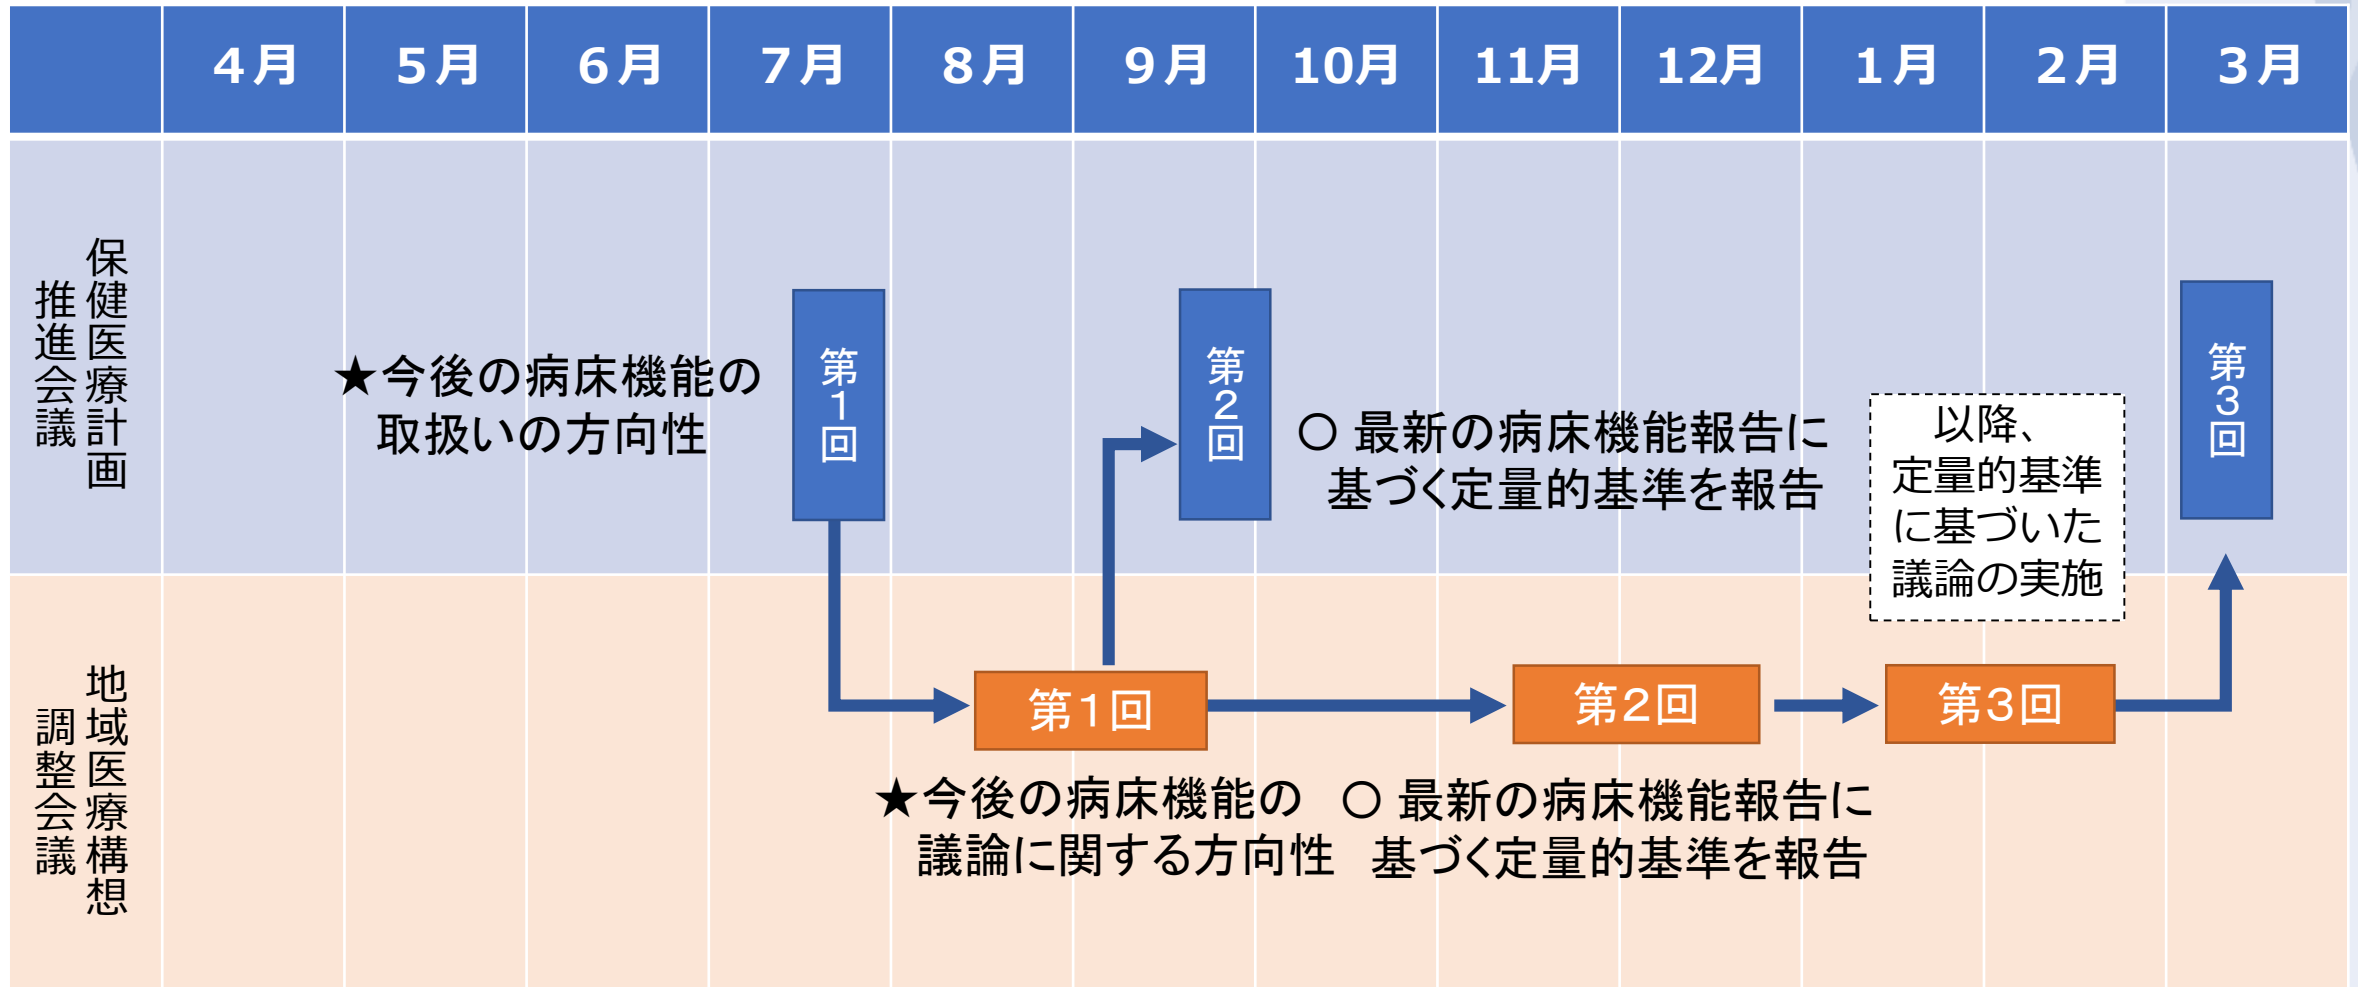 ４月
５月
６月
７月
８月
９月
10月
11月
12月
１月
２月
３月
保健医療計画
推進会議
★今後の病床機能の
取扱いの方向性
第１回
第２回
〇 最新の病床機能報告に
基づく定量的基準を報告
以降、
定量的基準
に基づいた
議論の実施
第３回
地域医療構想
調整会議
第１回
第２回
第３回
★今後の病床機能の
議論に関する方向性
〇 最新の病床機能報告に
基づく定量的基準を報告